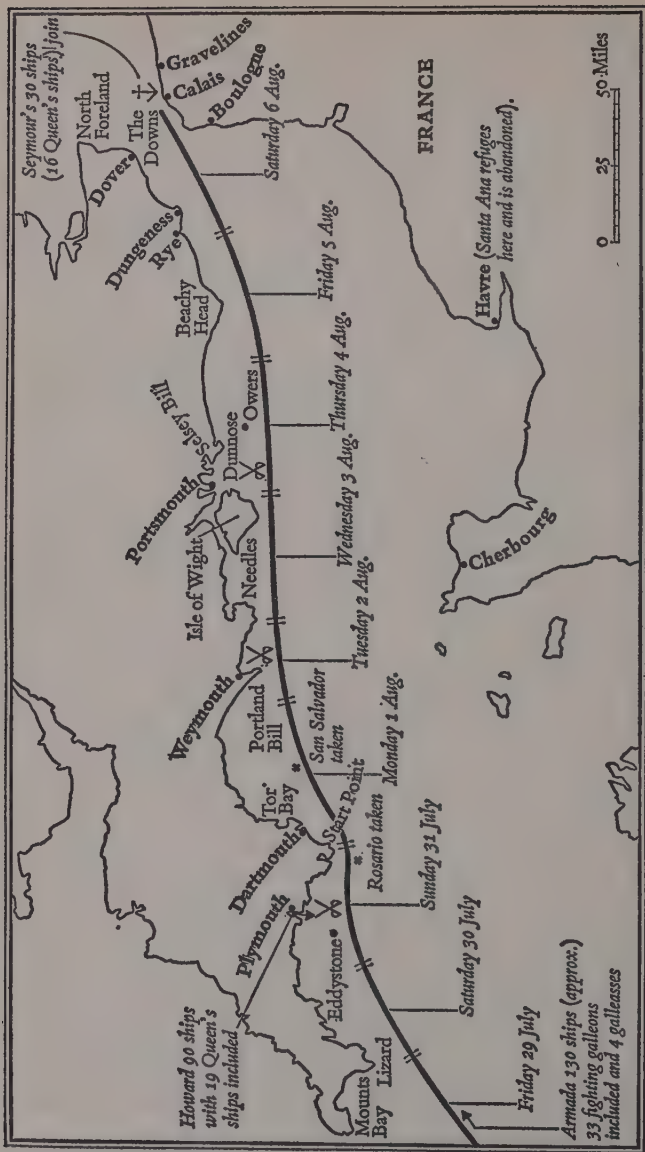 Howard 90 ships
with 19 Queen's
ships included
Armada 130 ships (approx.)
33 fighting galleons
included and 4 galleasses
Mounts
Bay
Lizard
Friday 29 July
Saturday 30 July
Plymouth
Eddystone
Sunday 31 July
Rosario taken
Dartmouth
Start Point
Tor
Bay
San Salvador
taken
Monday 1 Aug.
Weymouth
Portland
Bill
Tuesday 2 Aug.
Isle of Wight
Needles
Portsmouth
Wednesday 3 Aug.
Selsey Bill
Dunnose
Owers
Thursday 4 Aug.
Beachy
Head
Friday 5 Aug.
Dungeness
Rye
Dover
North
Foreland
The
Downs
Seymour's 30 ships
(16 Queen's ships) join
Saturday 6 Aug.
Gravelines
Calais
Boulogne
FRANCE
Havre (Santa Ana refuges
here and is abandoned).
Cherbourg
0 25 50 Miles